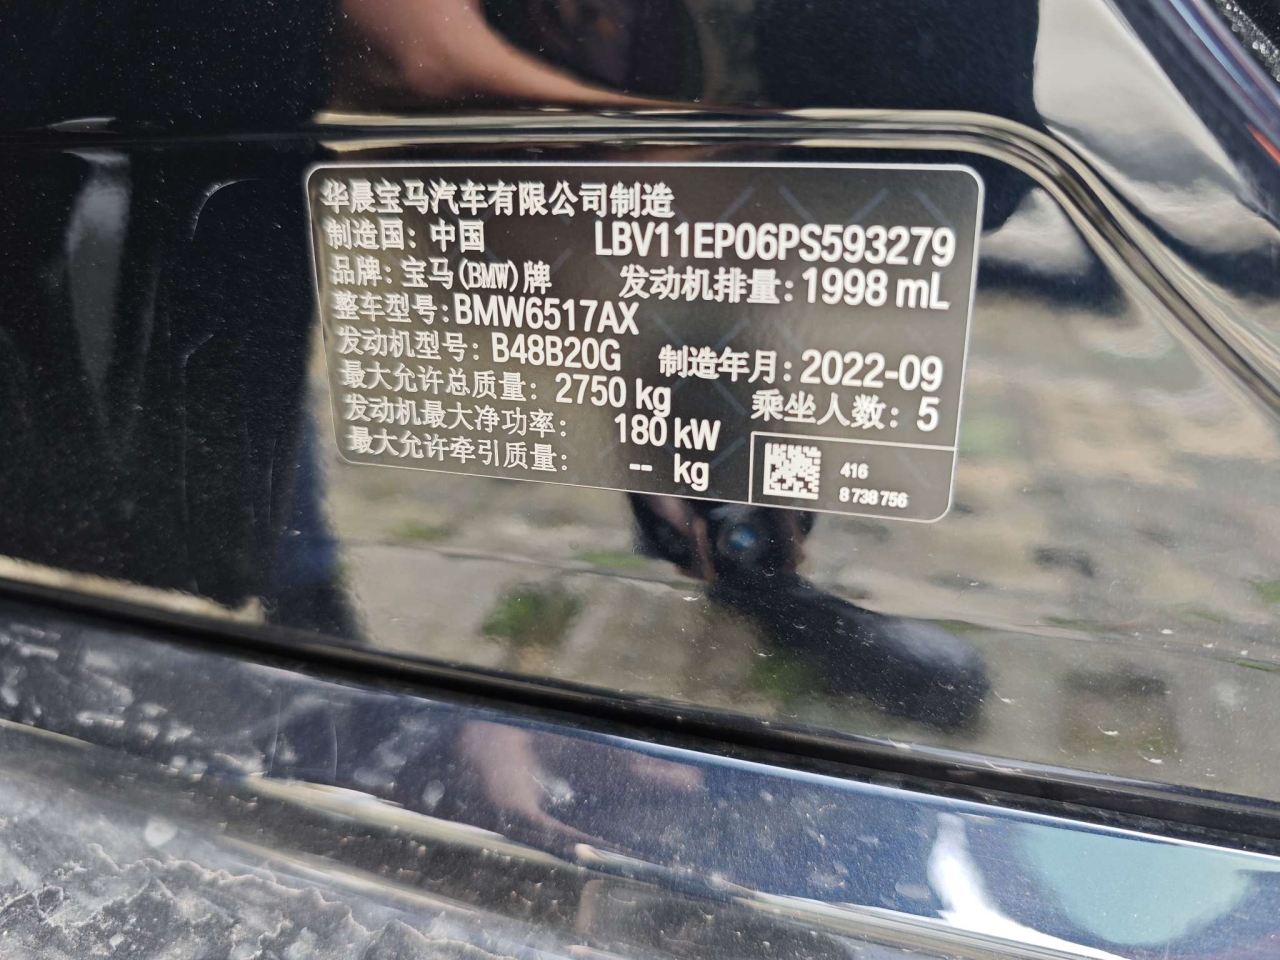 华晨宝马汽车有限公司制造
制造国：中国 LBV11EP06PS593279
品牌：宝马(BMW)牌 发动机排量：1998 mL
整车型号：BMW6517AX
发动机型号：B48B20G 制造年月：2022-09
最大允许总质量：2750 kg 乘坐人数：5
发动机最大净功率：180 kW
最大允许牵引质量：-- kg
416
8 738 756